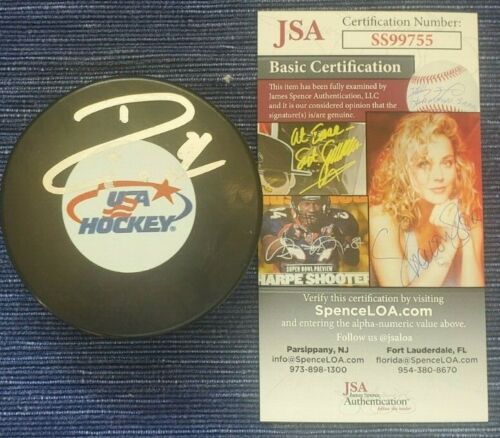 USA
HOCKEY
JSA
Certification Number:
SS99755
Basic Certification
This item has been fully examined by
James Spence Authentication, LLC
and it is our considered opinion that the
signature(s) is/are genuine.
SUPER BOWL PREVIEW
HARPE SHOOTER
Verify this certification by visiting
SpenceLOA.com
and entering the alpha-numeric value above.
Follow us @jsaloa
Parsippany, NJ
info@SpenceLOA.com
973-898-1300
Fort Lauderdale, FL
florida@SpenceLOA.com
954-380-8670
JSA
James Spence
Authentication